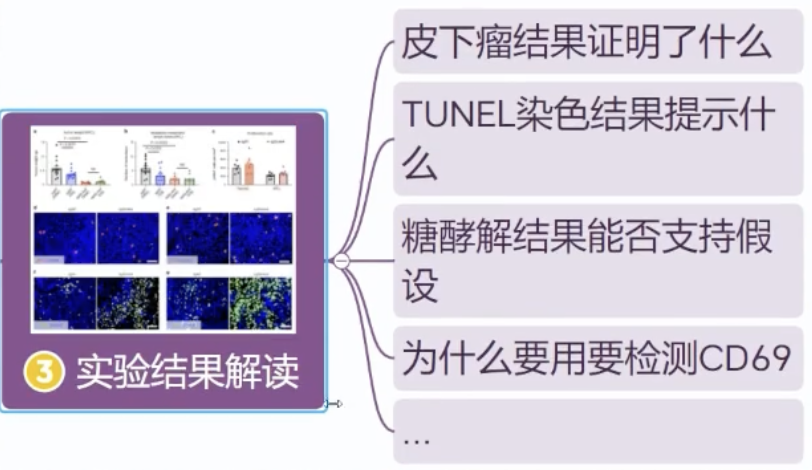 皮下瘤结果证明了什么
TUNEL染色结果提示什
么
糖酵解结果能否支持假
设
为什么要用要检测CD69
...
3 实验结果解读